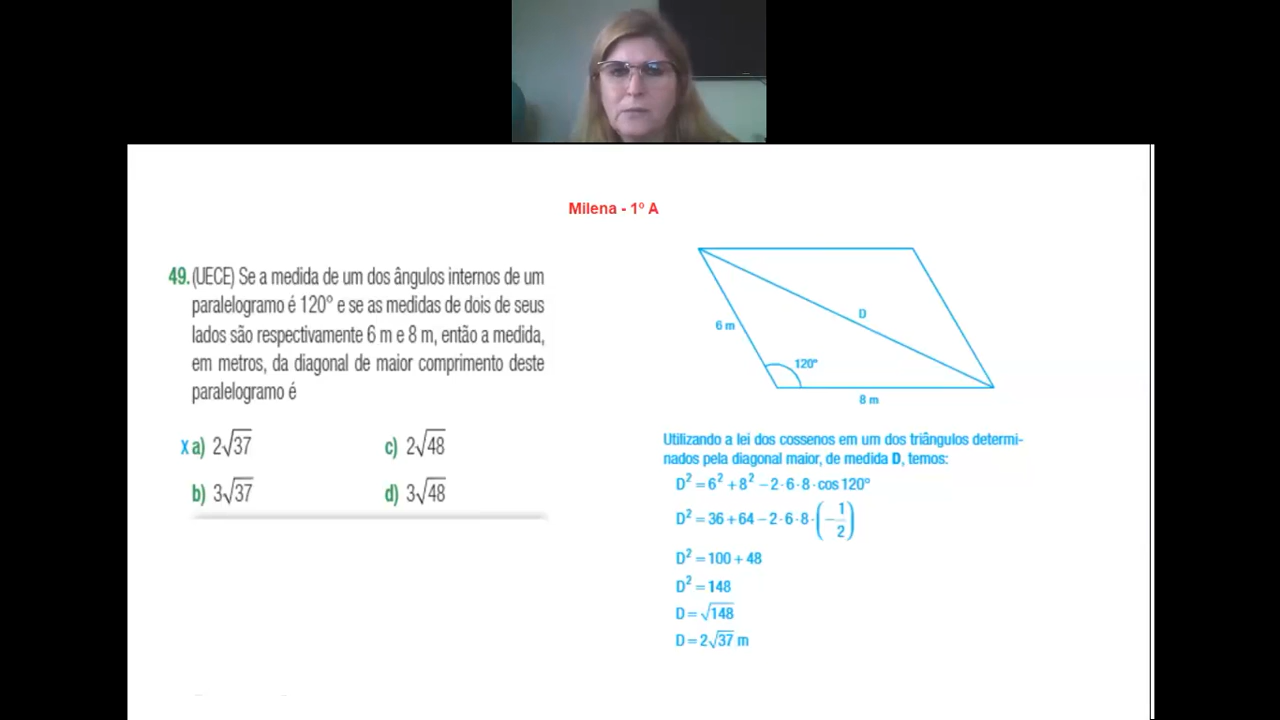 Milena - 1º A
49. (UECE) Se a medida de um dos ângulos internos de um
paralelogramo é 120° e se as medidas de dois de seus
lados são respectivamente 6 m e 8 m, então a medida,
em metros, da diagonal de maior comprimento deste
paralelogramo é
x a) 2√37
c) 2√48
b) 3√37
d) 3√48
6 m
D
120°
8 m
Utilizando a lei dos cossenos em um dos triângulos determi-
nados pela diagonal maior, de medida D, temos:
D² = 6² + 8² – 2 · 6 · 8 · cos 120°
D² = 36 + 64 – 2 · 6 · 8 · (–1/2)
D² = 100 + 48
D² = 148
D = √148
D = 2√37 m